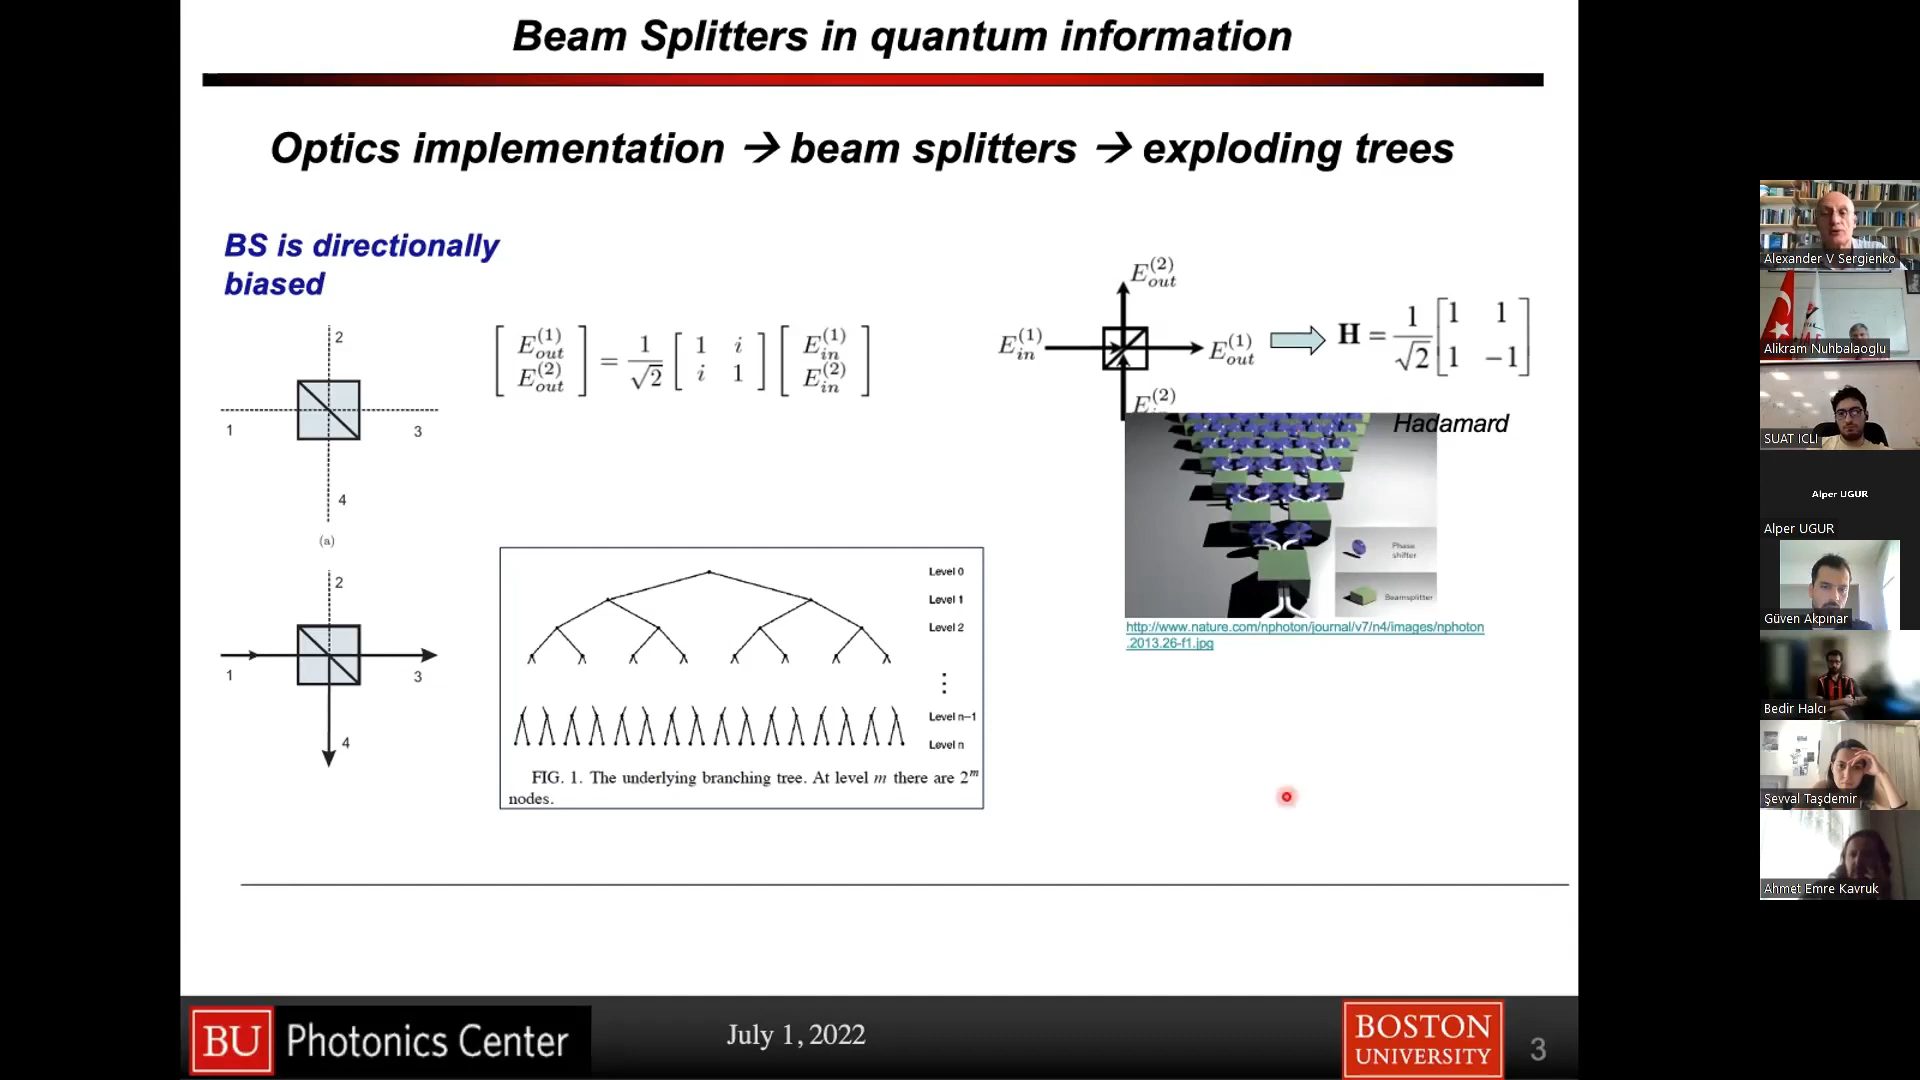 Beam Splitters in quantum information
Optics implementation → beam splitters → exploding trees
BS is directionally
biased
2
1
3
4
(a)
2
1
3
4
[ E_out^(1) E_out^(2) ] = 1/√2 [ 1 i i 1 ] [ E_in^(1) E_in^(2) ]
E_out^(2)
E_in^(1)
E_out^(1)
E^(2)
H = 1/√2 [ 1 1 1 −1 ]
Hadamard
Phase
shifter
Beamsplitter
http://www.nature.com/nphoton/journal/v7/n4/images/nphoton
.2013.26-f1.jpg
Level 0
Level 1
Level 2
⋮
Level n−1
Level n
FIG. 1. The underlying branching tree. At level m there are 2^m
nodes.
BU Photonics Center
July 1, 2022
BOSTON
UNIVERSITY
3
Alexander V Sergienko
Alikram Nuhbalaoglu
SUAT ICLI
Alper UGUR
Alper UGUR
Güven Akpınar
Bedir Halcı
Şevval Taşdemir
Ahmet Emre Kavruk